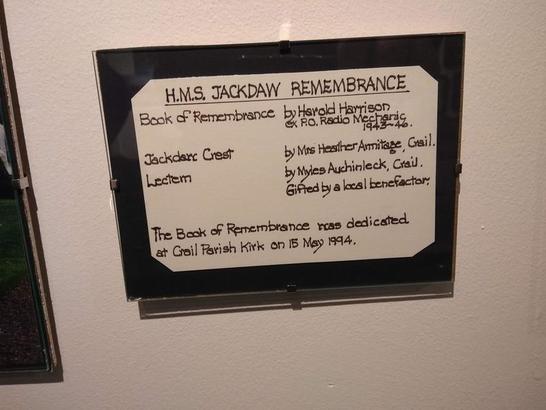 H.M.S. JACKDAW REMEMBRANCE
Book of Remembrance by Harold Harrison
ex P.O. Radio Mechanic
1943-46.
Jackdaw Crest by Mrs Heather Armitage, Crail.
Lectern by Myles Auchinleck, Crail.
Gifted by a local benefactor.
The Book of Remembrance was dedicated
at Crail Parish Kirk on 15 May 1994.